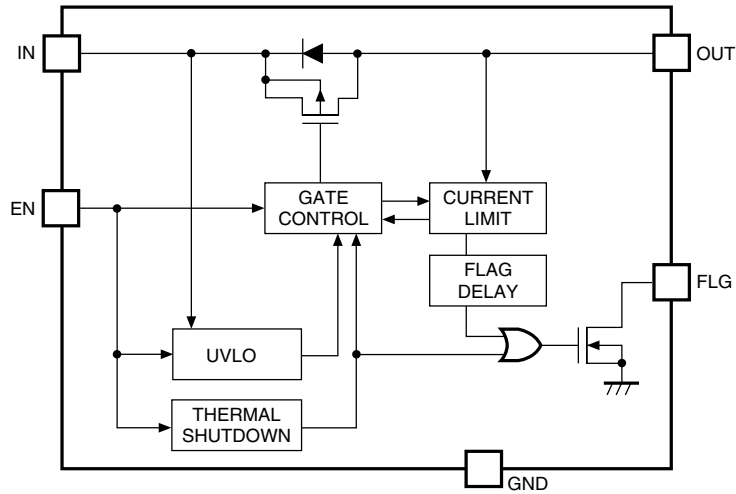 IN
OUT
EN
GATE
CONTROL
CURRENT
LIMIT
FLAG
DELAY
FLG
UVLO
THERMAL
SHUTDOWN
GND